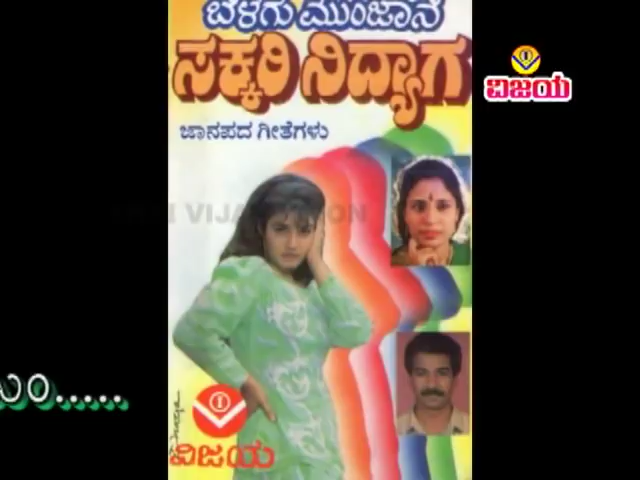 ಬೆಳಗು ಮುಂಜಾನೆ
ಸಕ್ಕರಿ ನಿದ್ಯಾಗ
ವಿಜಯ
ಜಾನಪದ ಗೀತೆಗಳು
ವಿಜಯ